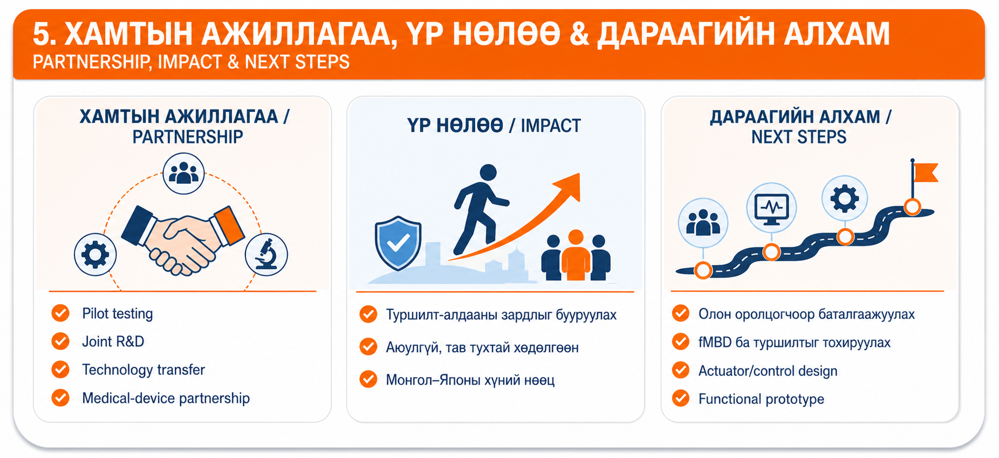 5. ХАМТЫН АЖИЛЛАГАА, ҮР НӨЛӨӨ & ДАРААГИЙН АЛХАМ
PARTNERSHIP, IMPACT & NEXT STEPS
ХАМТЫН АЖИЛЛАГАА /
PARTNERSHIP
Pilot testing
Joint R&D
Technology transfer
Medical-device partnership
ҮР НӨЛӨӨ / IMPACT
Туршилт-алдааны зардлыг бууруулах
Аюулгүй, тав тухтай хөдөлгөөн
Монгол–Японы хүний нөөц
ДАРААГИЙН АЛХАМ /
NEXT STEPS
Олон оролцогчоор баталгаажуулах
fMBD ба туршилтыг тохируулах
Actuator/control design
Functional prototype